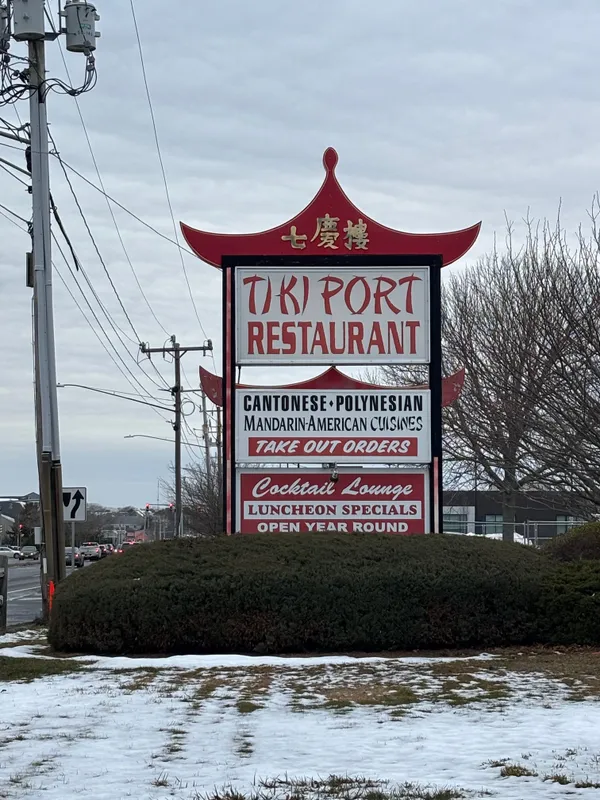 七慶樓
TIKI PORT
RESTAURANT
CANTONESE•POLYNESIAN
MANDARIN-AMERICAN CUISINES
TAKE OUT ORDERS
Cocktail Lounge
LUNCHEON SPECIALS
OPEN YEAR ROUND